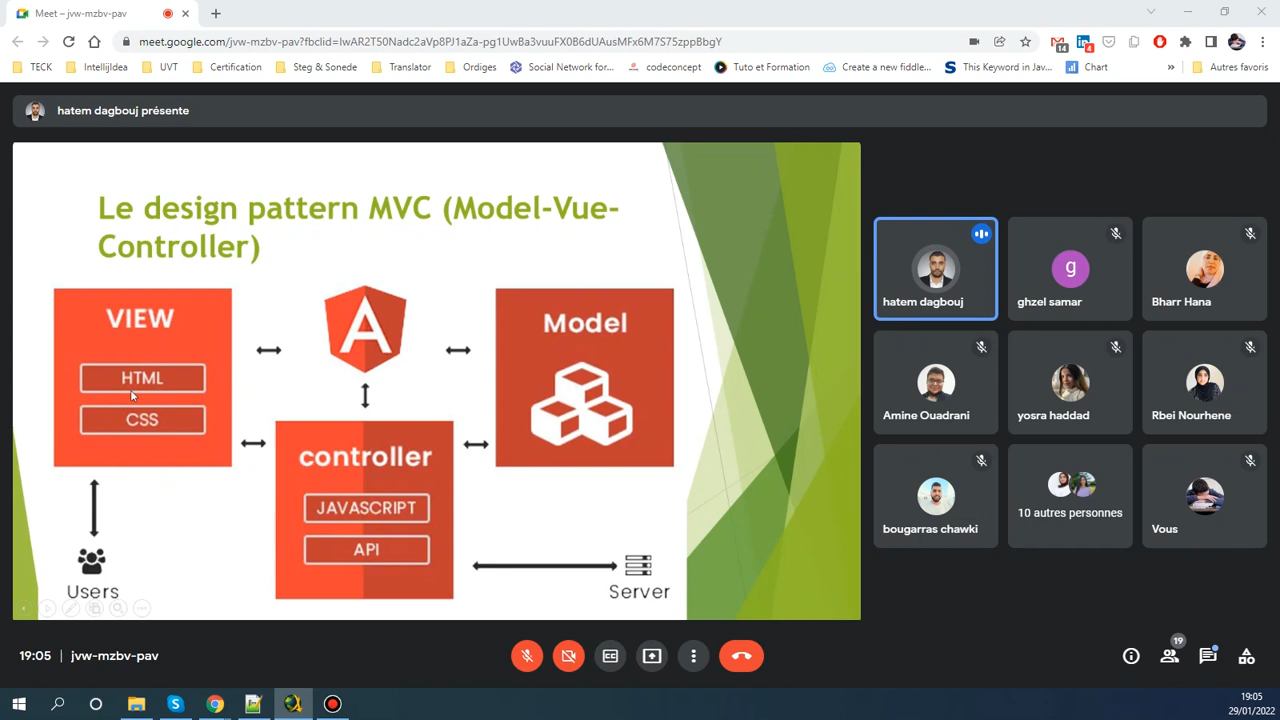 Meet – jvw-mzbv-pav
meet.google.com/jvw-mzbv-pav?fbclid=IwAR2T50Nadc2aVp8PJ1aZa-pg1UwBa3vuuFX0B6dUAusMFx6M7S75zppBgyY
14
4
TECK
IntellijIdea
UVT
Certification
Steg & Sonede
Translator
Ordiges
Social Network for...
codeconcept
Tuto et Formation
Create a new fiddle...
This Keyword in Jav...
Chart
»
Autres favoris
hatem dagbouj présente
Le design pattern MVC (Model-Vue-
Controller)
VIEW
HTML
CSS
A
Model
controller
JAVASCRIPT
API
Users
Server
hatem dagbouj
g
ghzel samar
Bharr Hana
Amine Ouadrani
yosra haddad
Rbei Nourhene
bougarras chawki
10 autres personnes
Vous
19:05 | jvw-mzbv-pav
19
19:05
29/01/2022